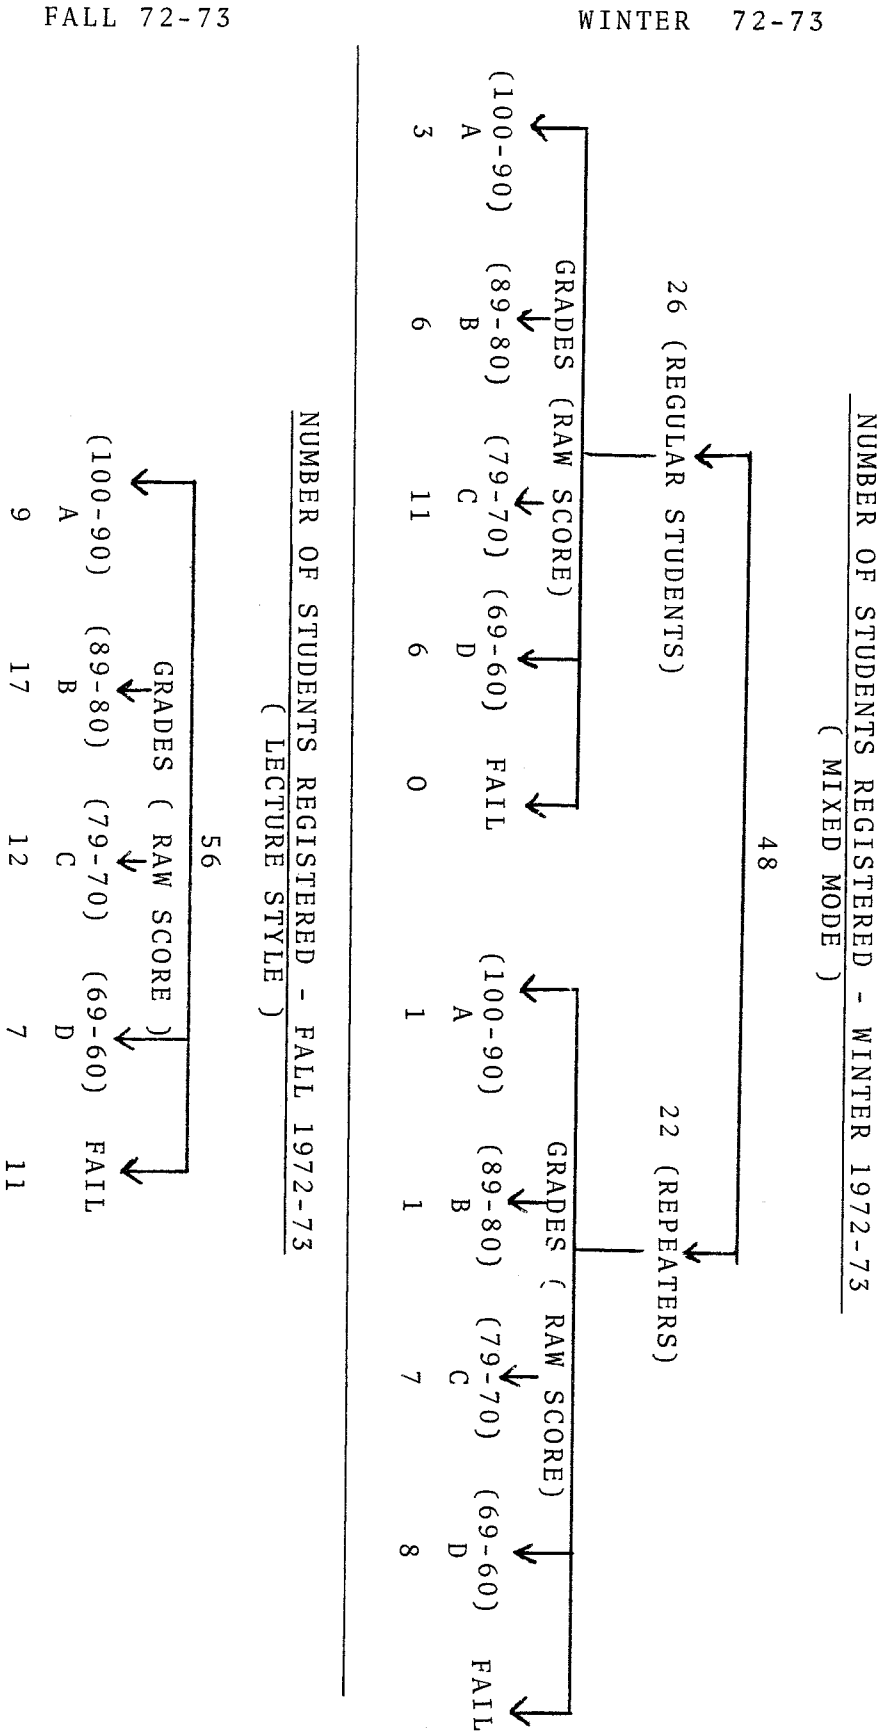 FALL 72-73
WINTER 72-73
NUMBER OF STUDENTS REGISTERED - WINTER 1972-73
( MIXED MODE )
48
26 (REGULAR STUDENTS)
22 (REPEATERS)
GRADES (RAW SCORE)
(100-90) (89-80) (79-70) (69-60) FAIL
A B C D
3 6 11 6 0
GRADES ( RAW SCORE)
(100-90) (89-80) (79-70) (69-60) FAIL
A B C D
1 1 7 8
NUMBER OF STUDENTS REGISTERED - FALL 1972-73
( LECTURE STYLE )
56
GRADES ( RAW SCORE )
(100-90) (89-80) (79-70) (69-60) FAIL
A B C D
9 17 12 7 11